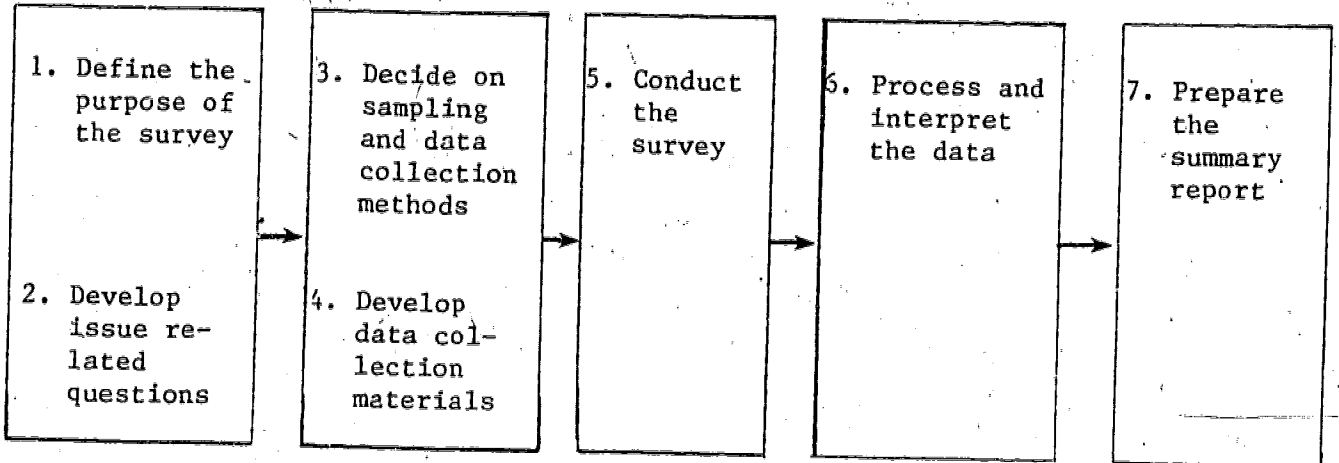 1. Define the
purpose of
the survey
2. Develop
issue re-
lated
questions
3. Decide on
sampling
and data
collection
methods
4. Develop
data col-
lection
materials
5. Conduct
the
survey
6. Process and
interpret
the data
7. Prepare
the
summary
report